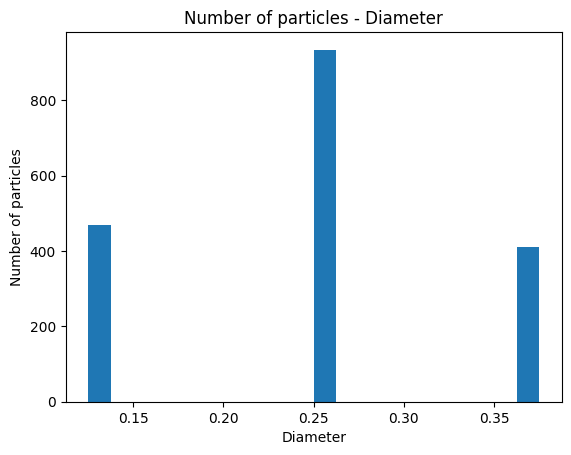 Number of particles - Diameter
Number of particles
800
600
400
200
0
0.15 0.20 0.25 0.30 0.35
Diameter